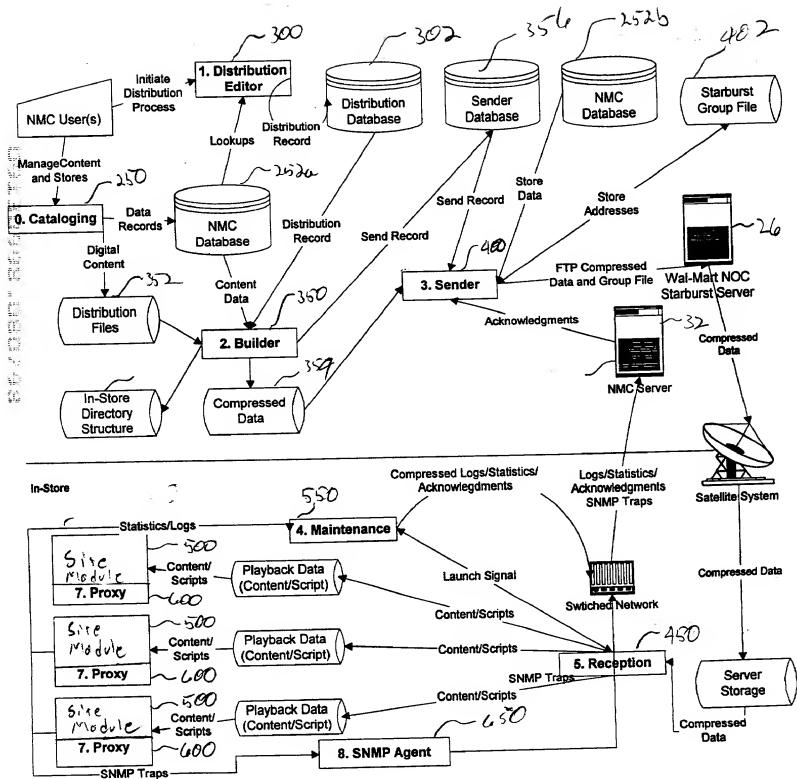 300
302
356
252b
402
Initiate
Distribution
Process
1. Distribution
Editor
NMC User(s)
Distribution
Record
Distribution
Database
Sender
Database
NMC
Database
Starburst
Group File
Lookups
ManageContent
and Stores
250
252a
0. Cataloging
Data
Records
NMC
Database
Distribution
Record
Send Record
Send Record
Store
Data
Store
Addresses
400
26
3. Sender
FTP Compressed
Data and Group File
Wal-Mart NOC
Starburst Server
Digital
Content
352
Content
Data
350
Distribution
Files
2. Builder
354
Acknowledgments
32
Compressed
Data
NMC Server
In-Store
Directory
Structure
Compressed
Data
In-Store
Compressed Logs/Statistics/
Acknowlegdments
Logs/Statistics/
Acknowledgments
SNMP Traps
Satellite System
550
Statistics/Logs
4. Maintenance
500
Site
Module
7. Proxy
600
Content/
Scripts
Playback Data
(Content/Script)
Launch Signal
Content/Scripts
Swtiched Network
Compressed Data
500
Site
Module
7. Proxy
600
Content/
Scripts
Playback Data
(Content/Script)
Content/Scripts
450
5. Reception
SNMP Traps
Server
Storage
500
Site
Module
7. Proxy
600
Content/
Scripts
Playback Data
(Content/Script)
Content/Scripts
650
8. SNMP Agent
Compressed
Data
SNMP Traps